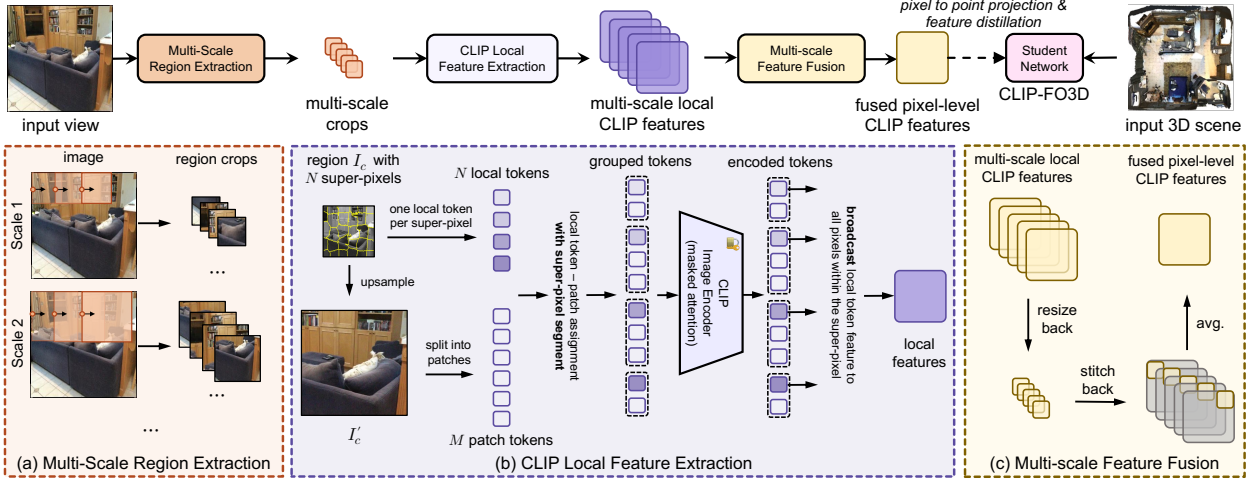 pixel to point projection &
feature distillation
Multi-Scale
Region Extraction
CLIP Local
Feature Extraction
Multi-scale
Feature Fusion
Student
Network
CLIP-FO3D
input view
multi-scale
crops
multi-scale local
CLIP features
fused pixel-level
CLIP features
input 3D scene
image
region crops
Scale 1
...
Scale 2
...
...
(a) Multi-Scale Region Extraction
region I_c with
N super-pixels
N local tokens
one local token
per super-pixel
upsample
split into
patches
I'_c
M patch tokens
local token – patch assignment
with super-pixel segment
grouped tokens
CLIP
Image Encoder
(masked attention)
encoded tokens
broadcast local token feature to
all pixels within the super-pixel
local
features
(b) CLIP Local Feature Extraction
multi-scale local
CLIP features
fused pixel-level
CLIP features
resize
back
avg.
stitch
back
(c) Multi-scale Feature Fusion